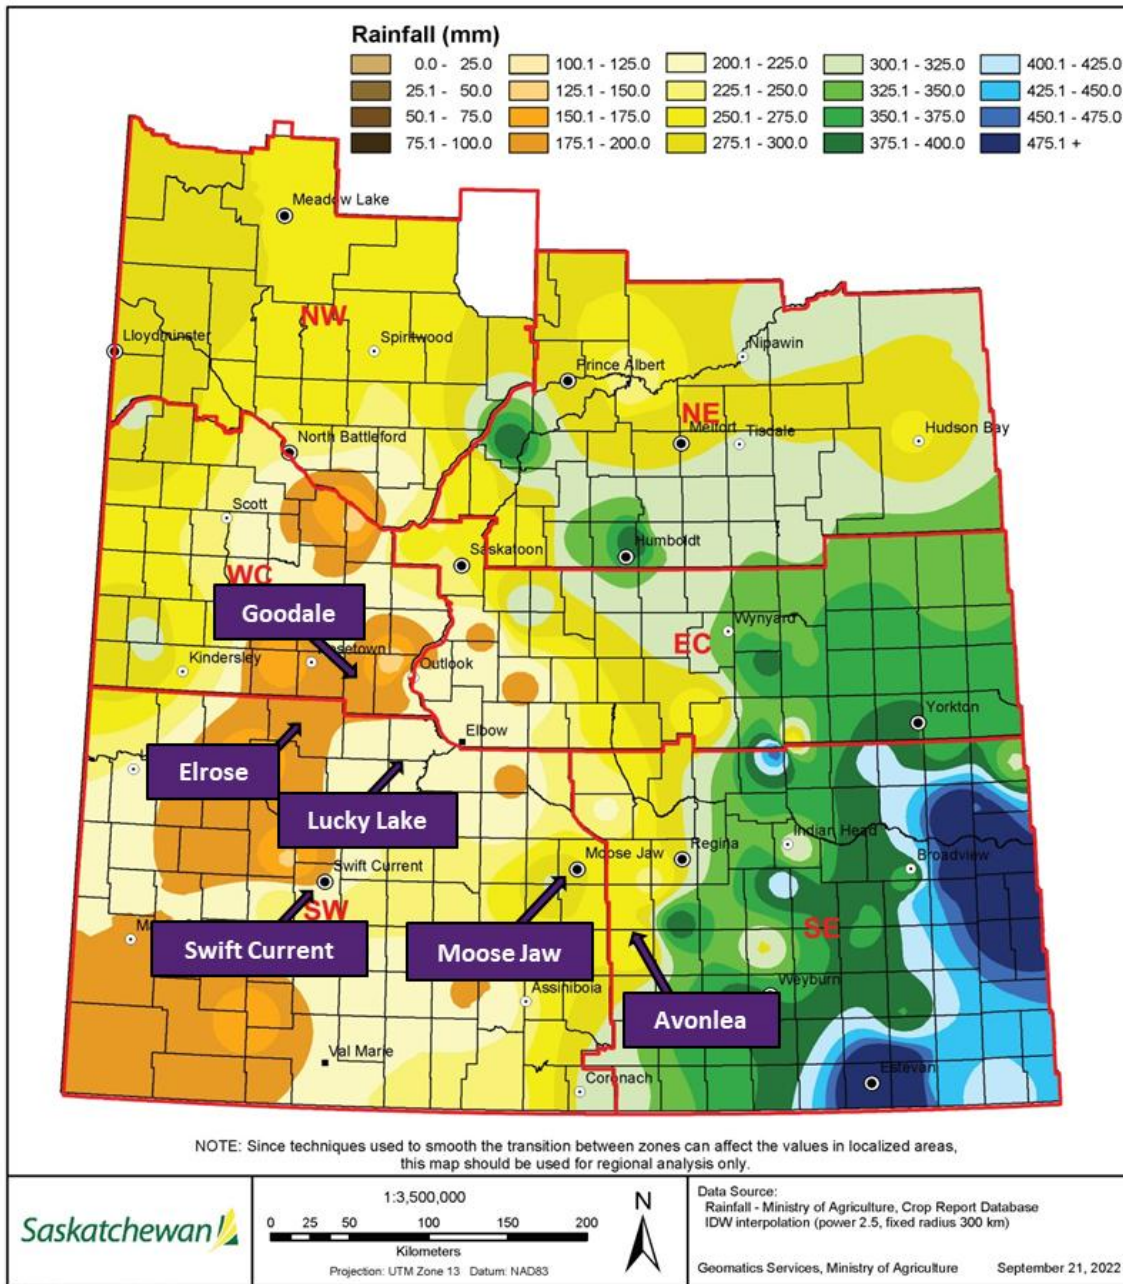 Rainfall (mm)
0.0 - 25.0
25.1 - 50.0
50.1 - 75.0
75.1 - 100.0
100.1 - 125.0
125.1 - 150.0
150.1 - 175.0
175.1 - 200.0
200.1 - 225.0
225.1 - 250.0
250.1 - 275.0
275.1 - 300.0
300.1 - 325.0
325.1 - 350.0
350.1 - 375.0
375.1 - 400.0
400.1 - 425.0
425.1 - 450.0
450.1 - 475.0
475.1 +
Meadow Lake
NW
Lloydminster
Spiritwood
Nipawin
Prince Albert
NE
Melfort
Tisdale
Hudson Bay
North Battleford
Scott
Saskatoon
Humboldt
WC
Goodale
Wynyard
EC
Kindersley
Outlook
Yorkton
Elbow
Elrose
Lucky Lake
Indian Head
Regina
Moose Jaw
Broadview
Swift Current
SW
SE
Swift Current
Moose Jaw
Weyburn
Assiniboia
Avonlea
Val Marie
Coronach
Estevan
NOTE: Since techniques used to smooth the transition between zones can affect the values in localized areas,
this map should be used for regional analysis only.
Saskatchewan
1:3,500,000
0 25 50 100 150 200
Kilometers
Projection: UTM Zone 13 Datum: NAD83
N
Data Source:
Rainfall - Ministry of Agriculture, Crop Report Database
IDW interpolation (power 2.5, fixed radius 300 km)
Geomatics Services, Ministry of Agriculture September 21, 2022